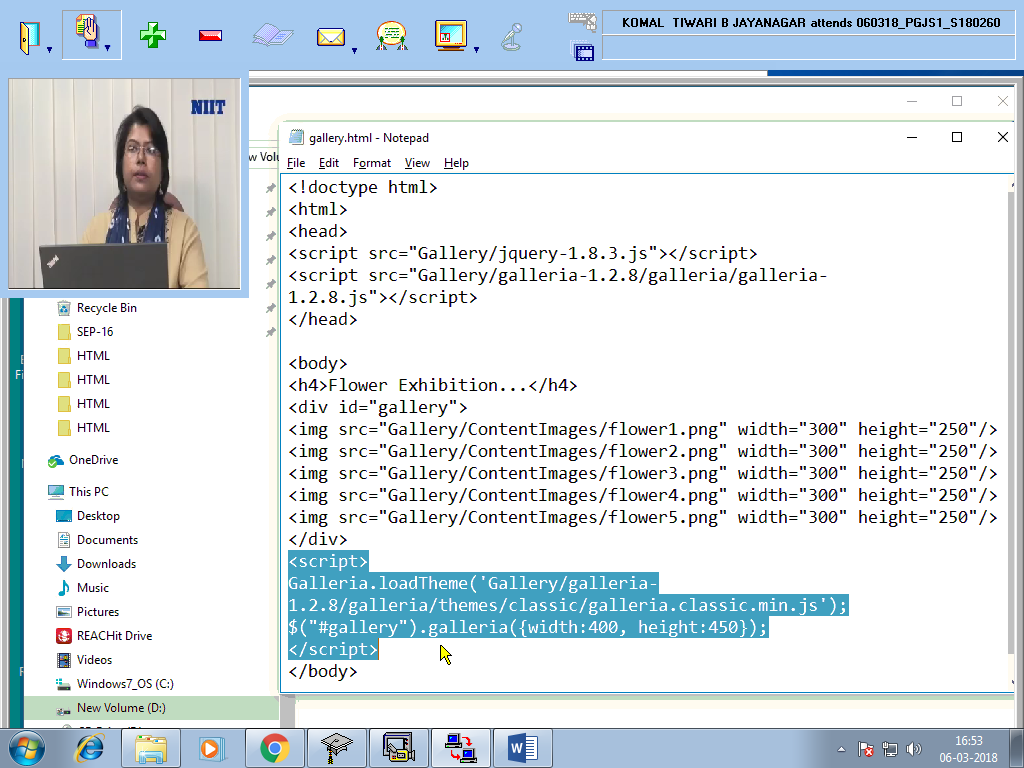 KOMAL TIWARI B JAYANAGAR attends 060318_PGJS1_S180260
NIIT
w Volu
gallery.html - Notepad
File Edit Format View Help
<!doctype html>
<html>
<head>
<script src="Gallery/jquery-1.8.3.js"></script>
<script src="Gallery/galleria-1.2.8/galleria/galleria-
1.2.8.js"></script>
</head>
<body>
<h4>Flower Exhibition...</h4>
<div id="gallery">
<img src="Gallery/ContentImages/flower1.png" width="300" height="250"/>
<img src="Gallery/ContentImages/flower2.png" width="300" height="250"/>
<img src="Gallery/ContentImages/flower3.png" width="300" height="250"/>
<img src="Gallery/ContentImages/flower4.png" width="300" height="250"/>
<img src="Gallery/ContentImages/flower5.png" width="300" height="250"/>
</div>
<script>
Galleria.loadTheme('Gallery/galleria-
1.2.8/galleria/themes/classic/galleria.classic.min.js');
$("#gallery").galleria({width:400, height:450});
</script>
</body>
Recycle Bin
SEP-16
HTML
HTML
HTML
HTML
OneDrive
This PC
Desktop
Documents
Downloads
Music
Pictures
REACHit Drive
Videos
Windows7_OS (C:)
New Volume (D:)
16:53
06-03-2018